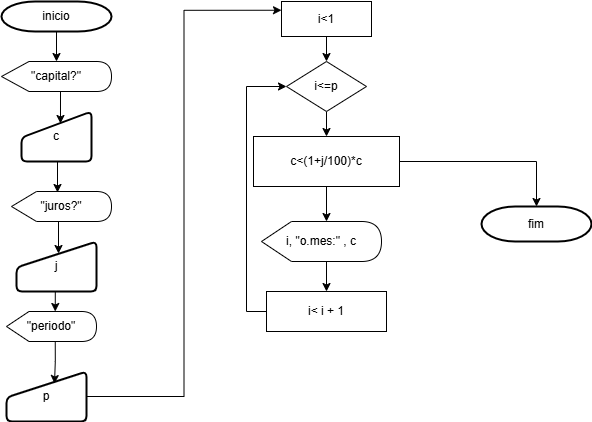 inicio
"capital?"
c
"juros?"
j
"periodo"
p
i<1
i<=p
c<(1+j/100)*c
i, "o.mes:" , c
i< i + 1
fim